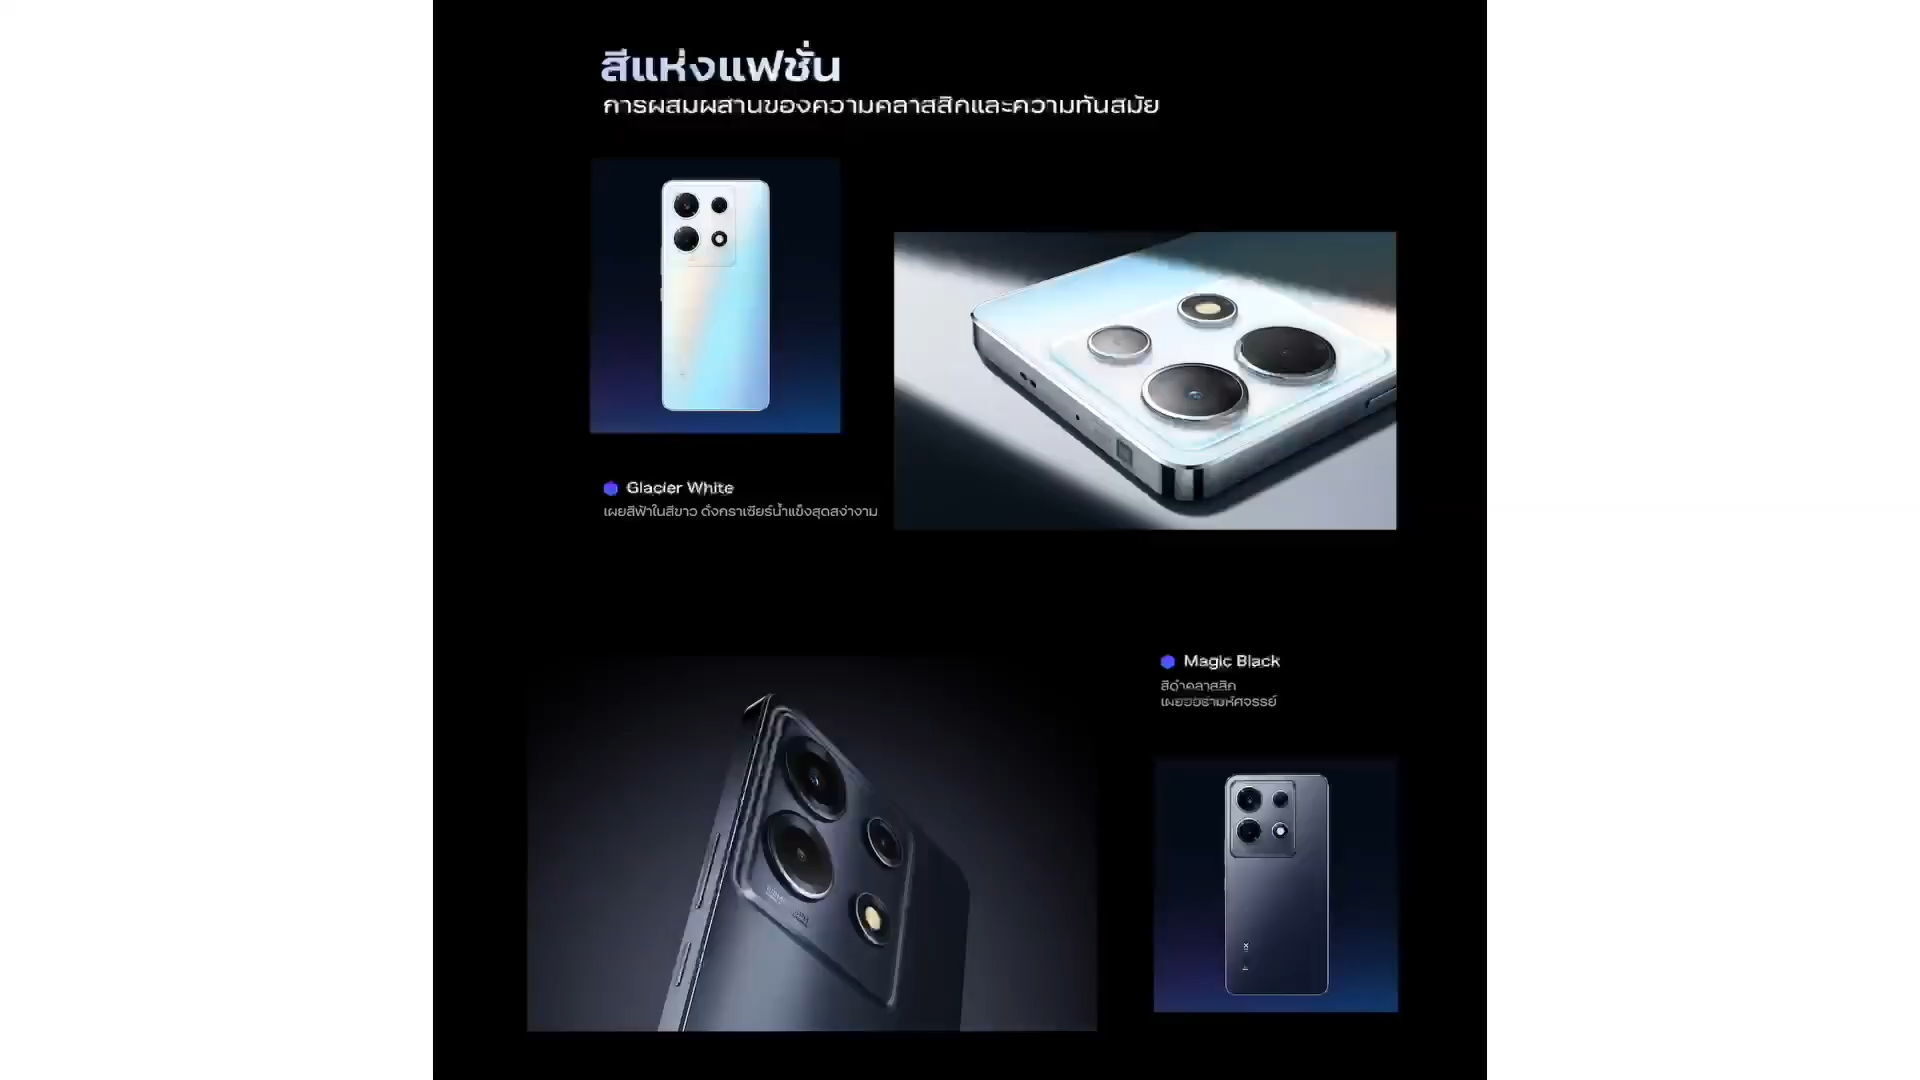 สีแห่งแฟชั่น
การผสมผสานของความคลาสสิกและความทันสมัย
Glacier White
เผยสีฟ้าในสีขาว ดั่งกราเซียร์น้ำแข็งสุดสง่างาม
Magic Black
สีดำคลาสสิก
เผยออร่ามหัศจรรย์